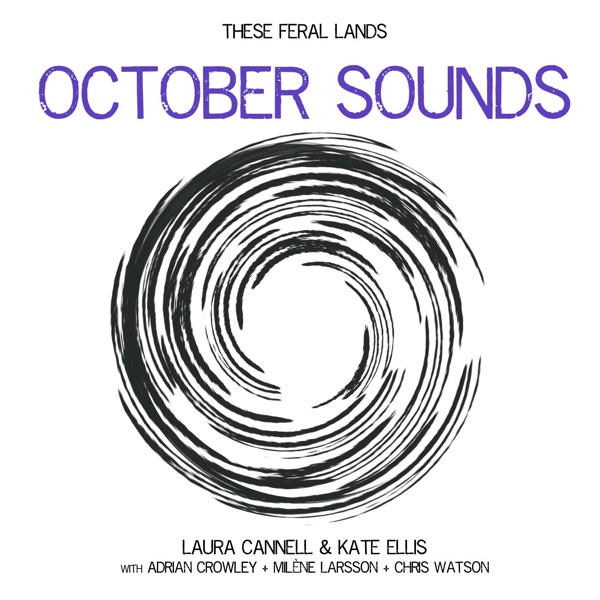 THESE FERAL LANDS
OCTOBER SOUNDS
LAURA CANNELL & KATE ELLIS
WITH ADRIAN CROWLEY + MILÈNE LARSSON + CHRIS WATSON